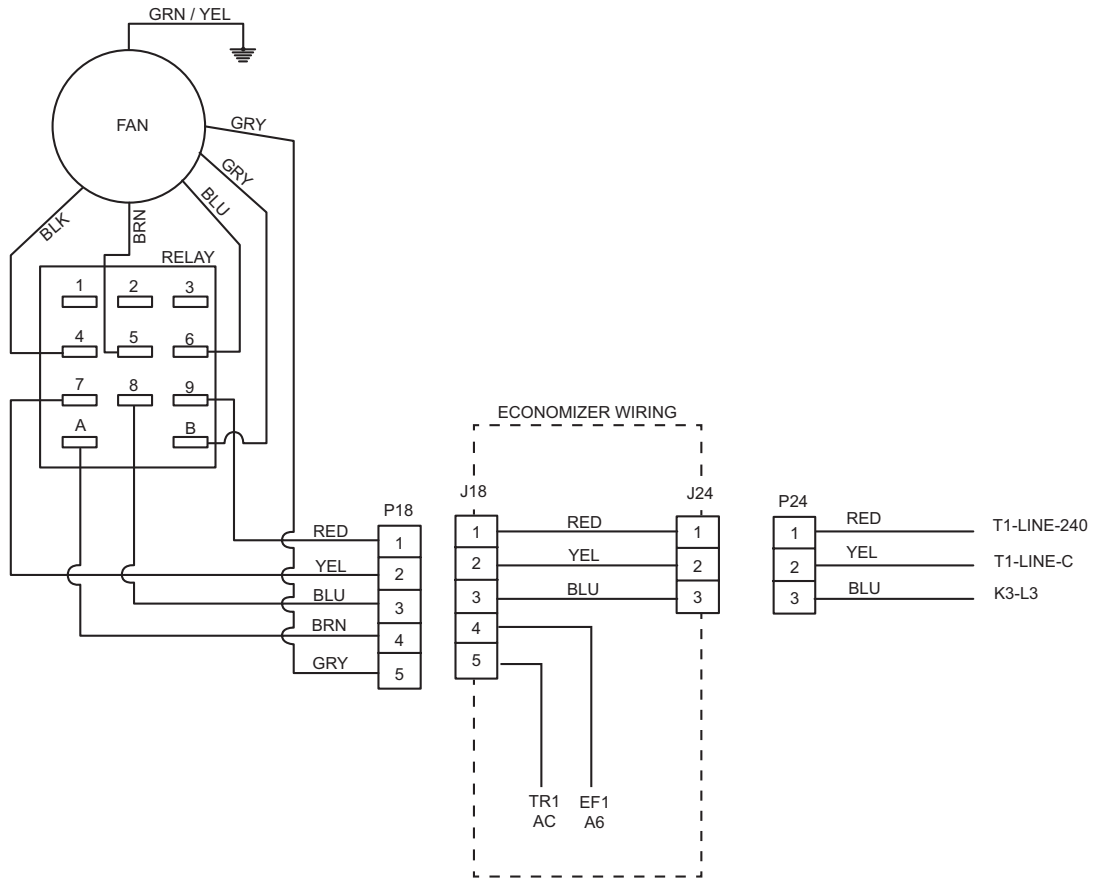 GRN / YEL
FAN
GRY
GRY
BLU
BLK
BRN
RELAY
1 2 3
4 5 6
7 8 9
A B
ECONOMIZER WIRING
P18
RED 1
YEL 2
BLU 3
BRN 4
GRY 5
J18
1 RED
2 YEL
3 BLU
4
5
J24
1
2
3
TR1
AC
EF1
A6
P24
1 RED T1-LINE-240
2 YEL T1-LINE-C
3 BLU K3-L3